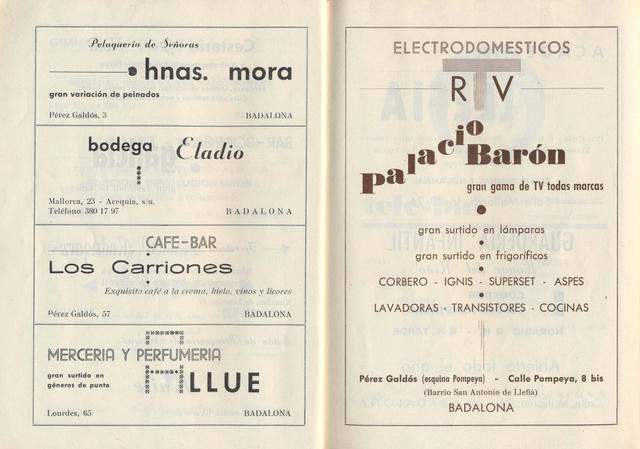 Peluquería de Señoras
hnas. mora
gran variación de peinados
Pérez Galdós, 3 BADALONA
bodega Eladio
Mallorca, 23 - Acequia, s/n.
Teléfono 380 17 97 BADALONA
CAFE-BAR
Los Carriones
Exquisito café a la crema, hielo, vinos y licores
Pérez Galdós, 57 BADALONA
MERCERIA Y PERFUMERIA
gran surtido en
géneros de punto
LLUE
Lourdes, 65 BADALONA
ELECTRODOMESTICOS
RTV
palacio Barón
gran gama de TV todas marcas
gran surtido en lámparas
gran surtido en frigoríficos
CORBERO - IGNIS - SUPERSET - ASPES
LAVADORAS - TRANSISTORES - COCINAS
Pérez Galdós (esquina Pompeya) - Calle Pompeya, 8 bis
(Barrio San Antonio de Llefiá)
BADALONA